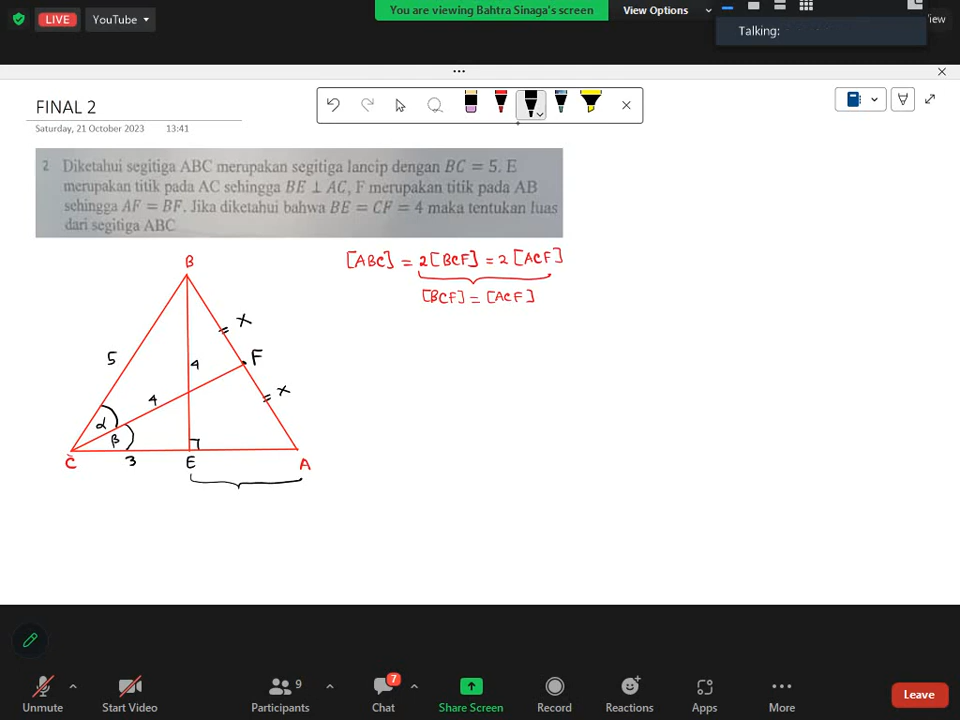 LIVE
YouTube
You are viewing Bahtra Sinaga's screen
View Options
View
Talking:
FINAL 2
Saturday, 21 October 2023 13:41
2 Diketahui segitiga ABC merupakan segitiga lancip dengan BC = 5. E
merupakan titik pada AC sehingga BE ⊥ AC, F merupakan titik pada AB
sehingga AF = BF. Jika diketahui bahwa BE = CF = 4 maka tentukan luas
dari segitiga ABC
[ABC] = 2[BCF] = 2[ACF]
[BCF] = [ACF]
B
x
5
4
F
x
4
α
β
C
3
E
A
Unmute
Start Video
9
Participants
7
Chat
Share Screen
Record
Reactions
Apps
More
Leave